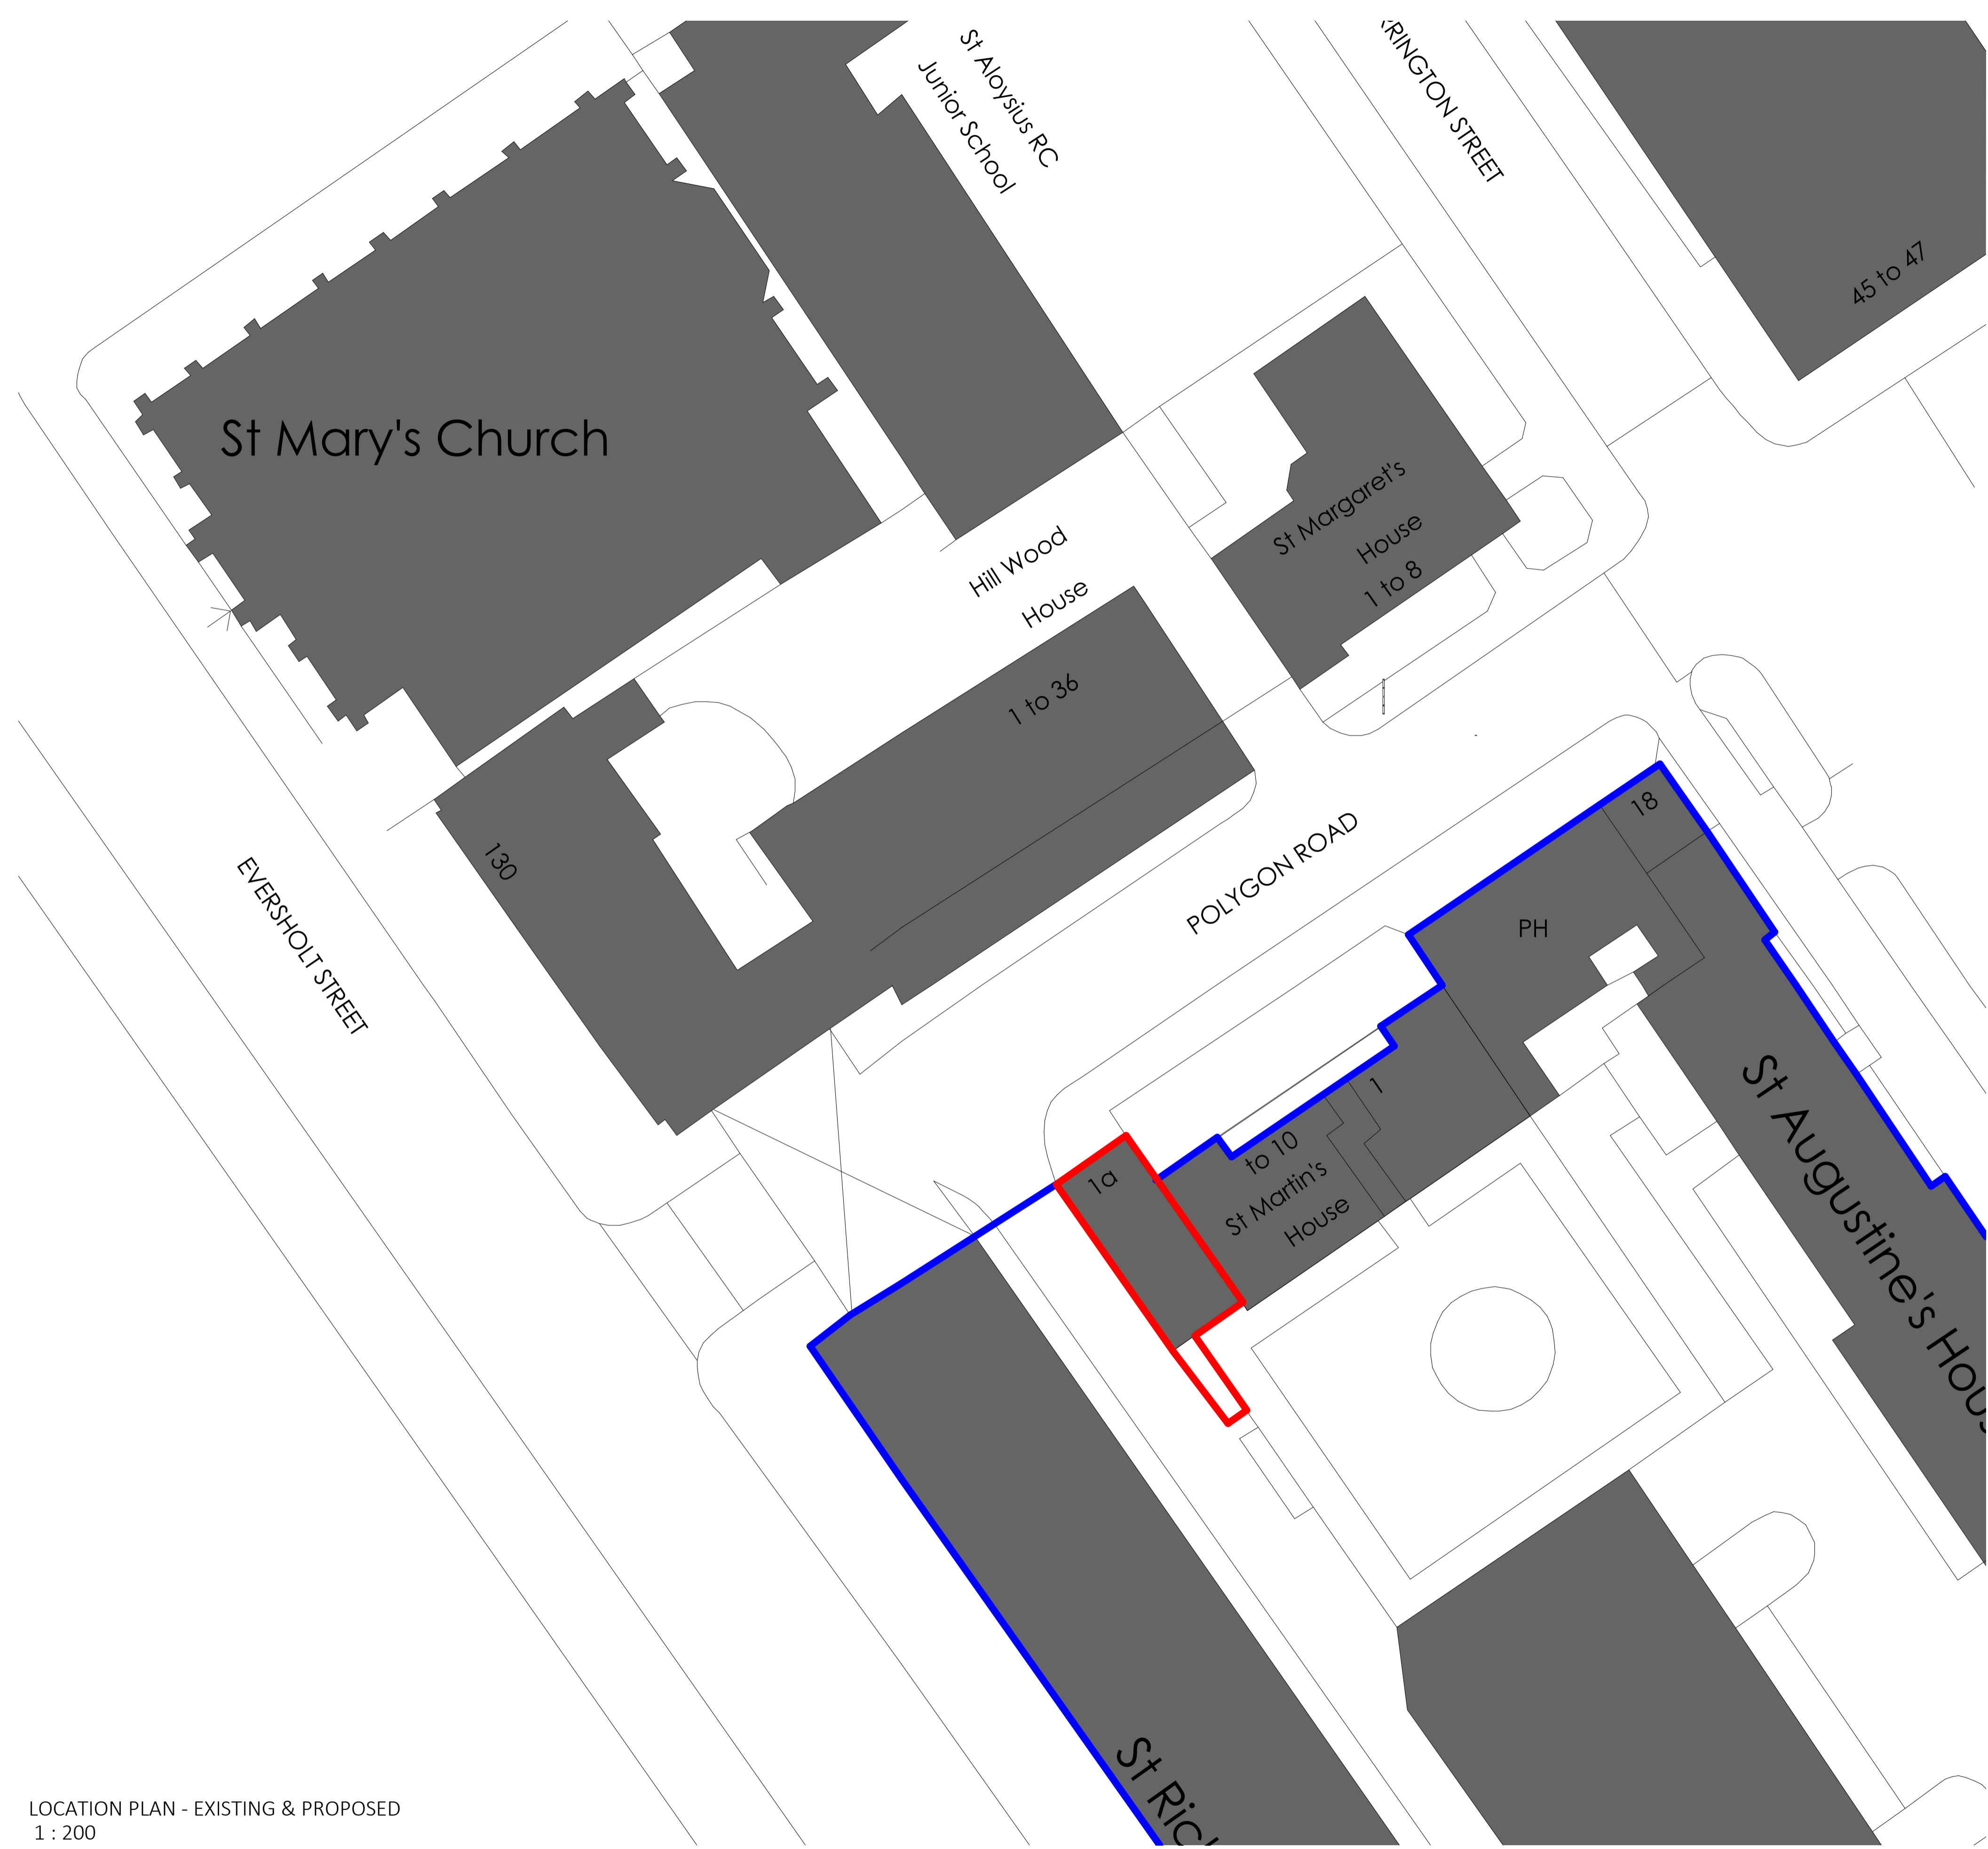 St Aloysius RC
Junior School
RINGTON STREET
45 to 47
St Mary's Church
Hill Wood
House
1 to 36
St Margaret's
House
1 to 8
130
EVERSHOLT STREET
POLYGON ROAD
18
PH
1
to 10
St Martin's
House
1a
St Augustine's Hous
St Ric
LOCATION PLAN - EXISTING & PROPOSED
1 : 200